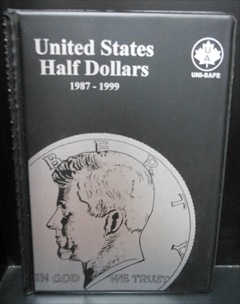 United States
Half Dollars
1987 - 1999
UNI-SAFE
LIBERTY
IN GOD WE TRUST